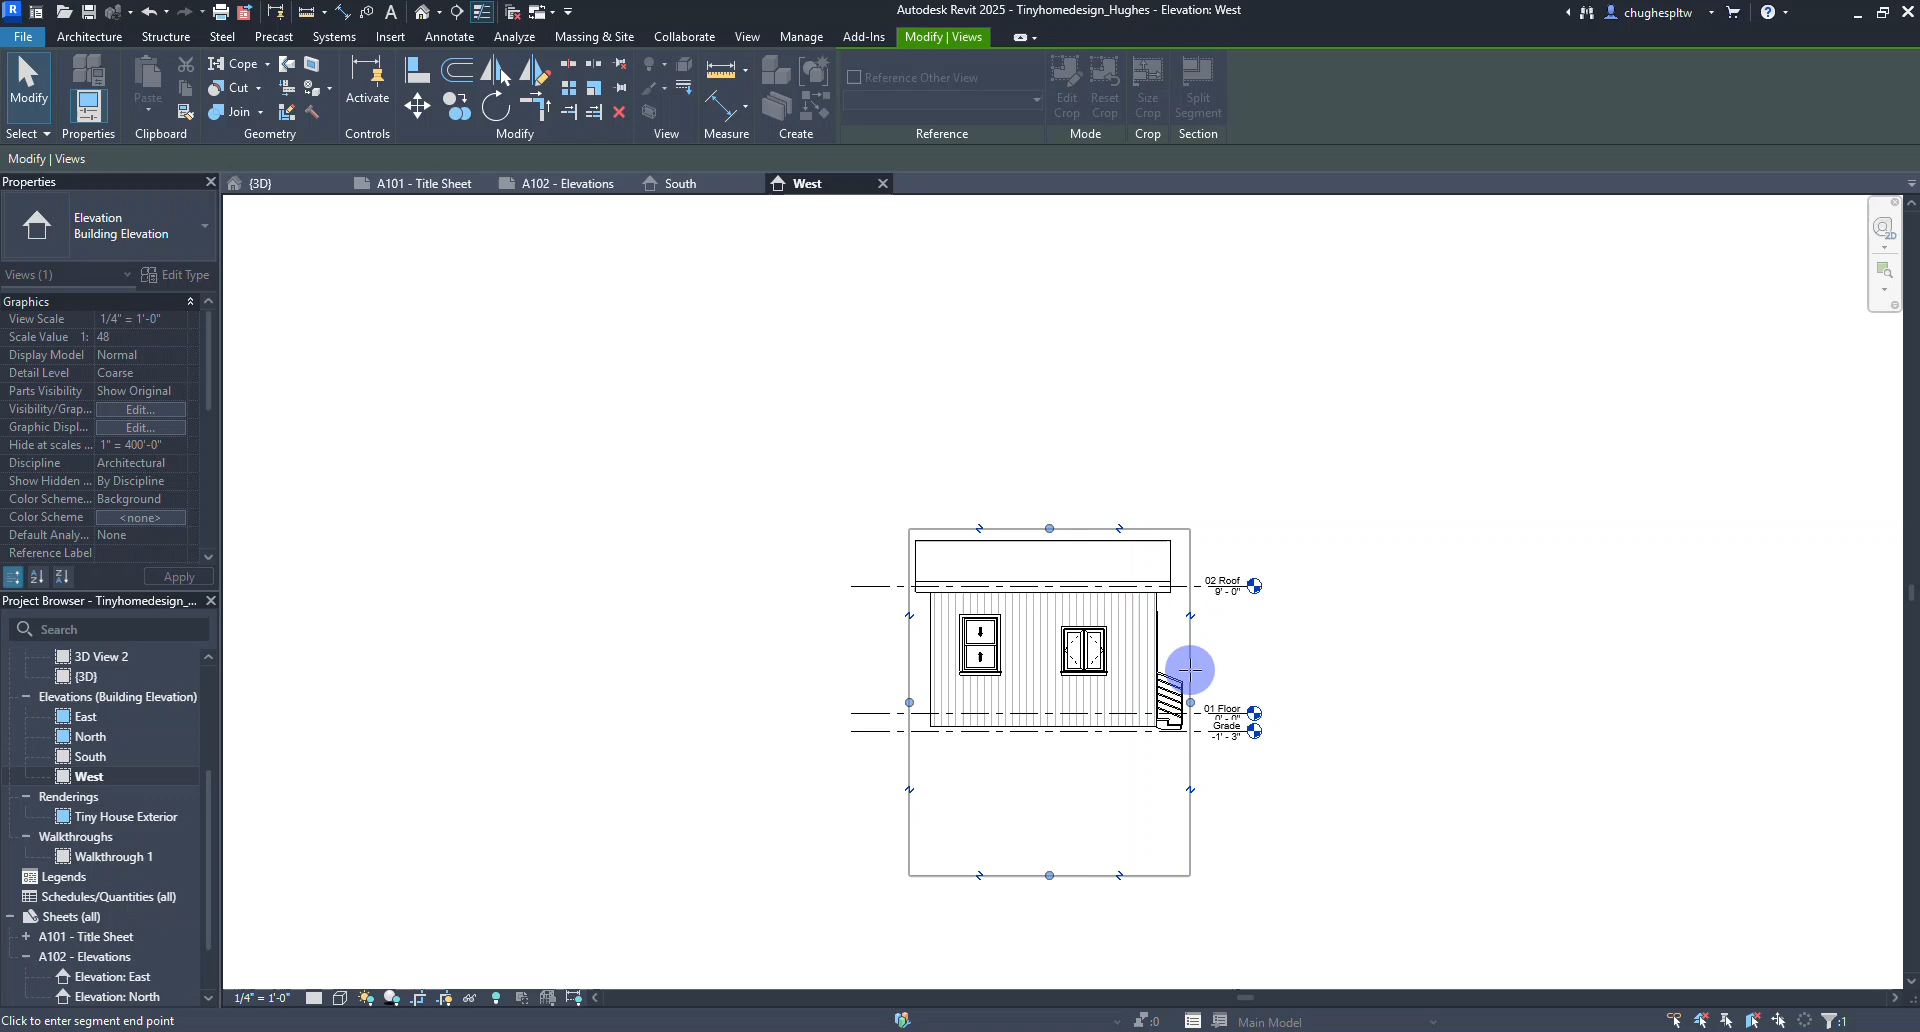 Autodesk Revit 2025 - Tinyhomedesign_Hughes - Elevation: West
chughespltw
File Architecture Structure Steel Precast Systems Insert Annotate Analyze Massing & Site Collaborate View Manage Add-Ins Modify | Views
Modify
Select
Properties
Paste
Clipboard
Cope
Cut
Join
Geometry
Activate
Controls
Modify
View
Measure
Create
Reference Other View
Reference
Edit Crop
Reset Crop
Mode
Size Crop
Crop
Split Segment
Section
Modify | Views
Properties
{3D}
A101 - Title Sheet
A102 - Elevations
South
West
Elevation
Building Elevation
Views (1)
Edit Type
Graphics
View Scale 1/4" = 1'-0"
Scale Value 1: 48
Display Model Normal
Detail Level Coarse
Parts Visibility Show Original
Visibility/Grap... Edit...
Graphic Displ... Edit...
Hide at scales ... 1" = 400'-0"
Discipline Architectural
Show Hidden ... By Discipline
Color Scheme... Background
Color Scheme <none>
Default Analy... None
Reference Label
Apply
Project Browser - Tinyhomedesign_...
Search
3D View 2
{3D}
Elevations (Building Elevation)
East
North
South
West
Renderings
Tiny House Exterior
Walkthroughs
Walkthrough 1
Legends
Schedules/Quantities (all)
Sheets (all)
A101 - Title Sheet
A102 - Elevations
Elevation: East
Elevation: North
02 Roof
9' - 0"
01 Floor
0' - 0"
Grade
-1' - 3"
2D
1/4" = 1'-0"
Click to enter segment end point
:0
Main Model
:1